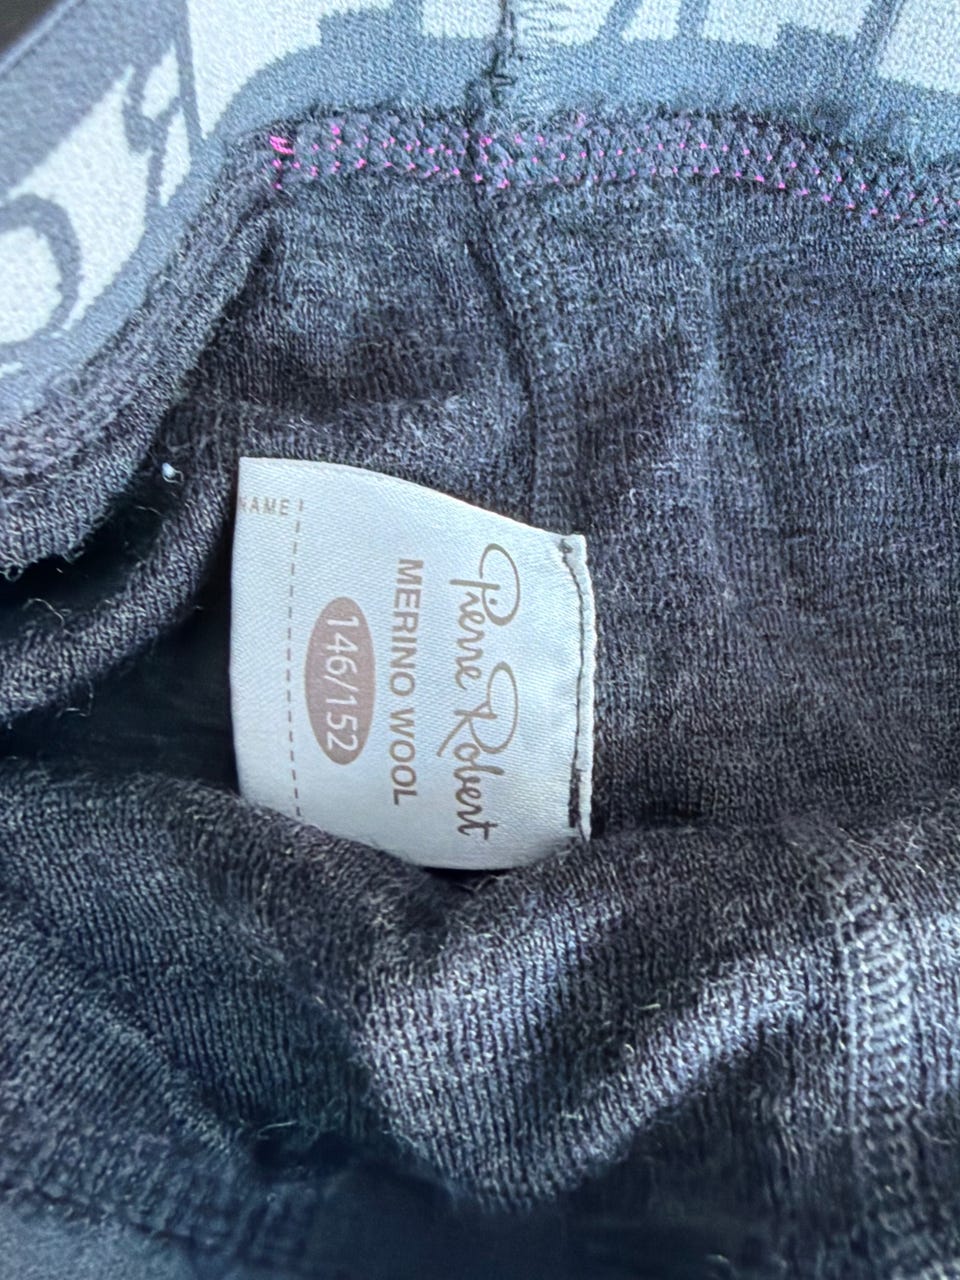 Pierre Robert
MERINO WOOL
146/152
NAME